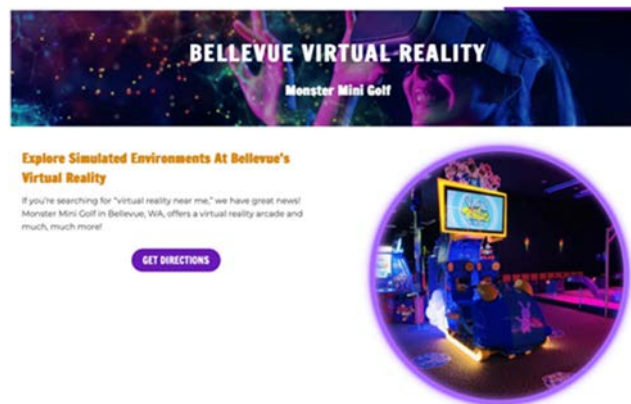 BELLEVUE VIRTUAL REALITY
Monster Mini Golf
Explore Simulated Environments At Bellevue's
Virtual Reality
If you're searching for "virtual reality near me," we have great news!
Monster Mini Golf in Bellevue, WA, offers a virtual reality arcade and
much, much more!
GET DIRECTIONS